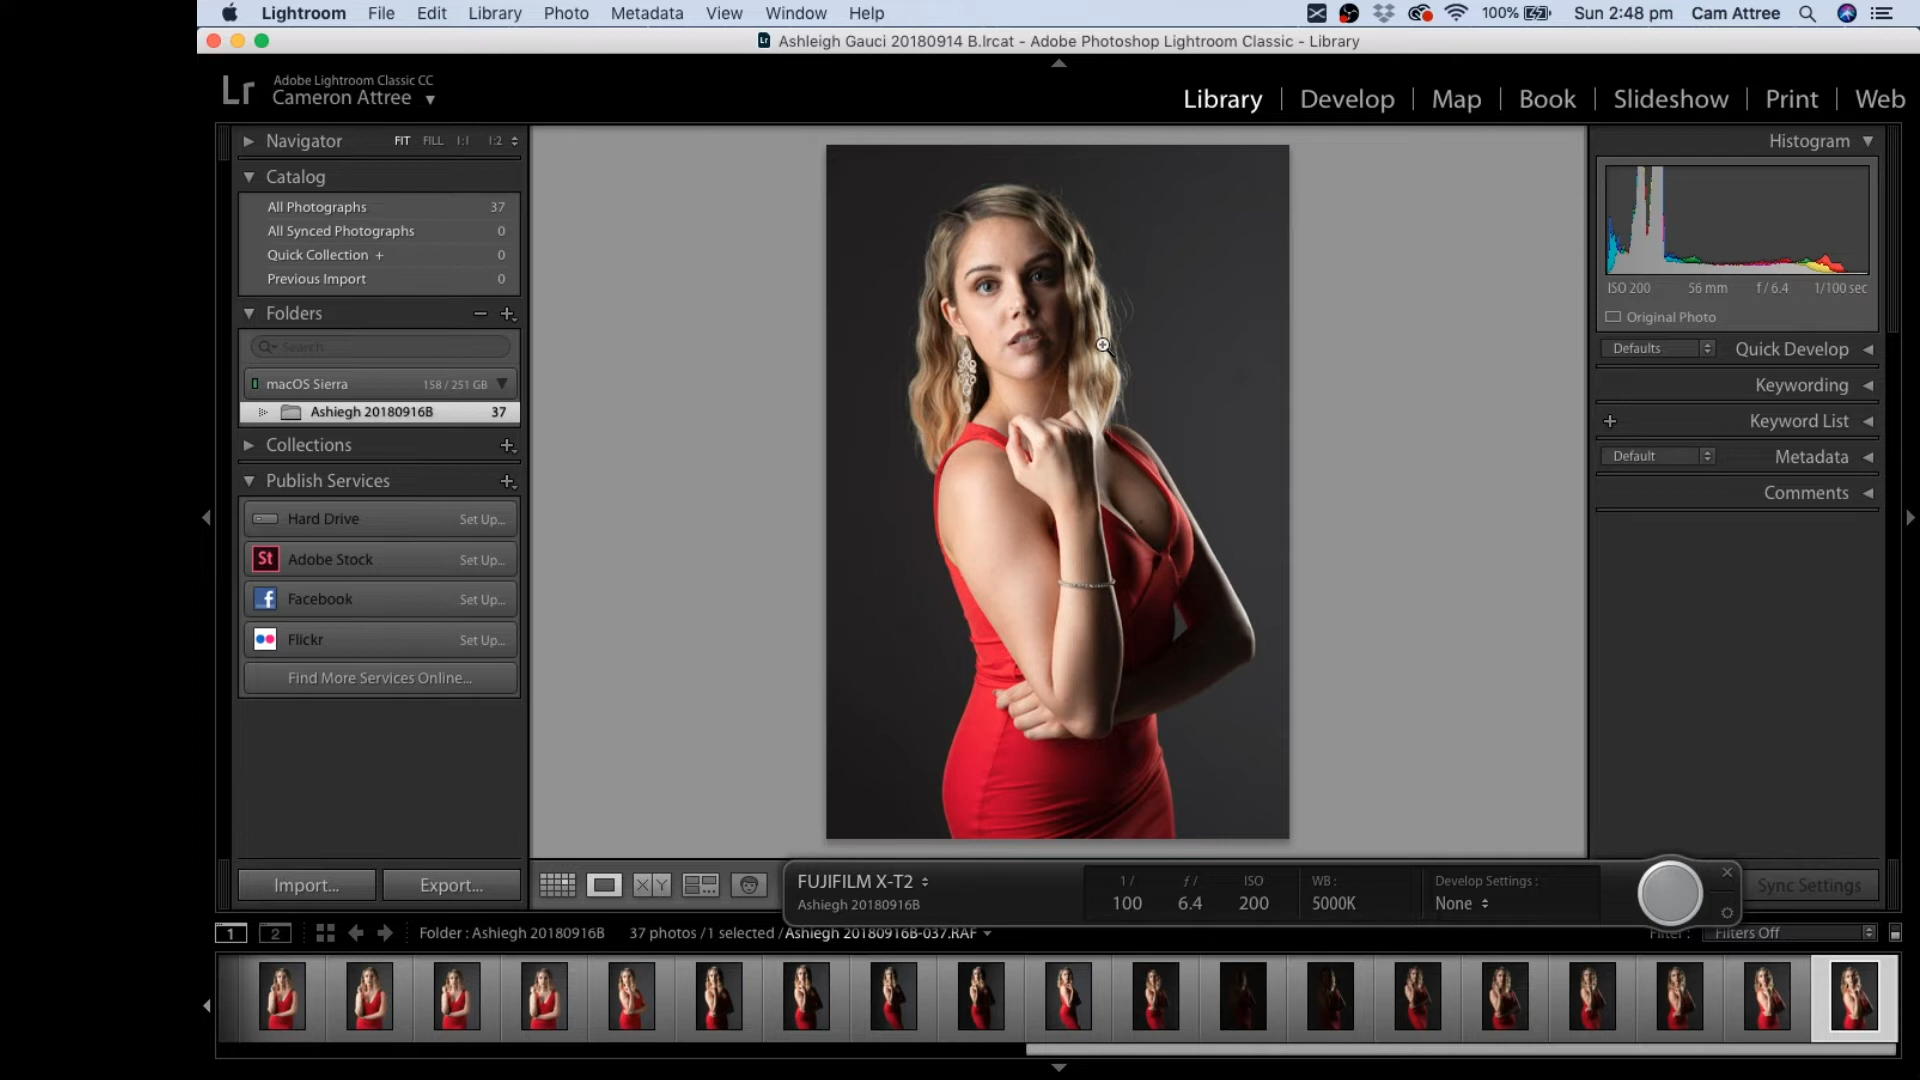 Lightroom File Edit Library Photo Metadata View Window Help 100% Sun 2:48 pm Cam Attree
Lr Ashleigh Gauci 20180914 B.lrcat - Adobe Photoshop Lightroom Classic - Library
Lr Adobe Lightroom Classic CC
Cameron Attree
Library | Develop | Map | Book | Slideshow | Print | Web
Navigator FIT FILL 1:1 1:2
Catalog
All Photographs 37
All Synced Photographs 0
Quick Collection + 0
Previous Import 0
Folders
Search
macOS Sierra 158 / 251 GB
Ashiegh 20180916B 37
Collections
Publish Services
Hard Drive Set Up...
St Adobe Stock Set Up...
f Facebook Set Up...
Flickr Set Up...
Find More Services Online...
Import... Export...
Histogram
ISO 200 56 mm f / 6.4 1/100 sec
Original Photo
Defaults Quick Develop
Keywording
Keyword List
Default Metadata
Comments
X Y
FUJIFILM X-T2
Ashiegh 20180916B
1 / 100
f / 6.4
ISO 200
WB : 5000K
Develop Settings :
None
Sync Settings
1 2 Folder : Ashiegh 20180916B 37 photos /1 selected /Ashiegh 20180916B-037.RAF
Filter : Filters Off